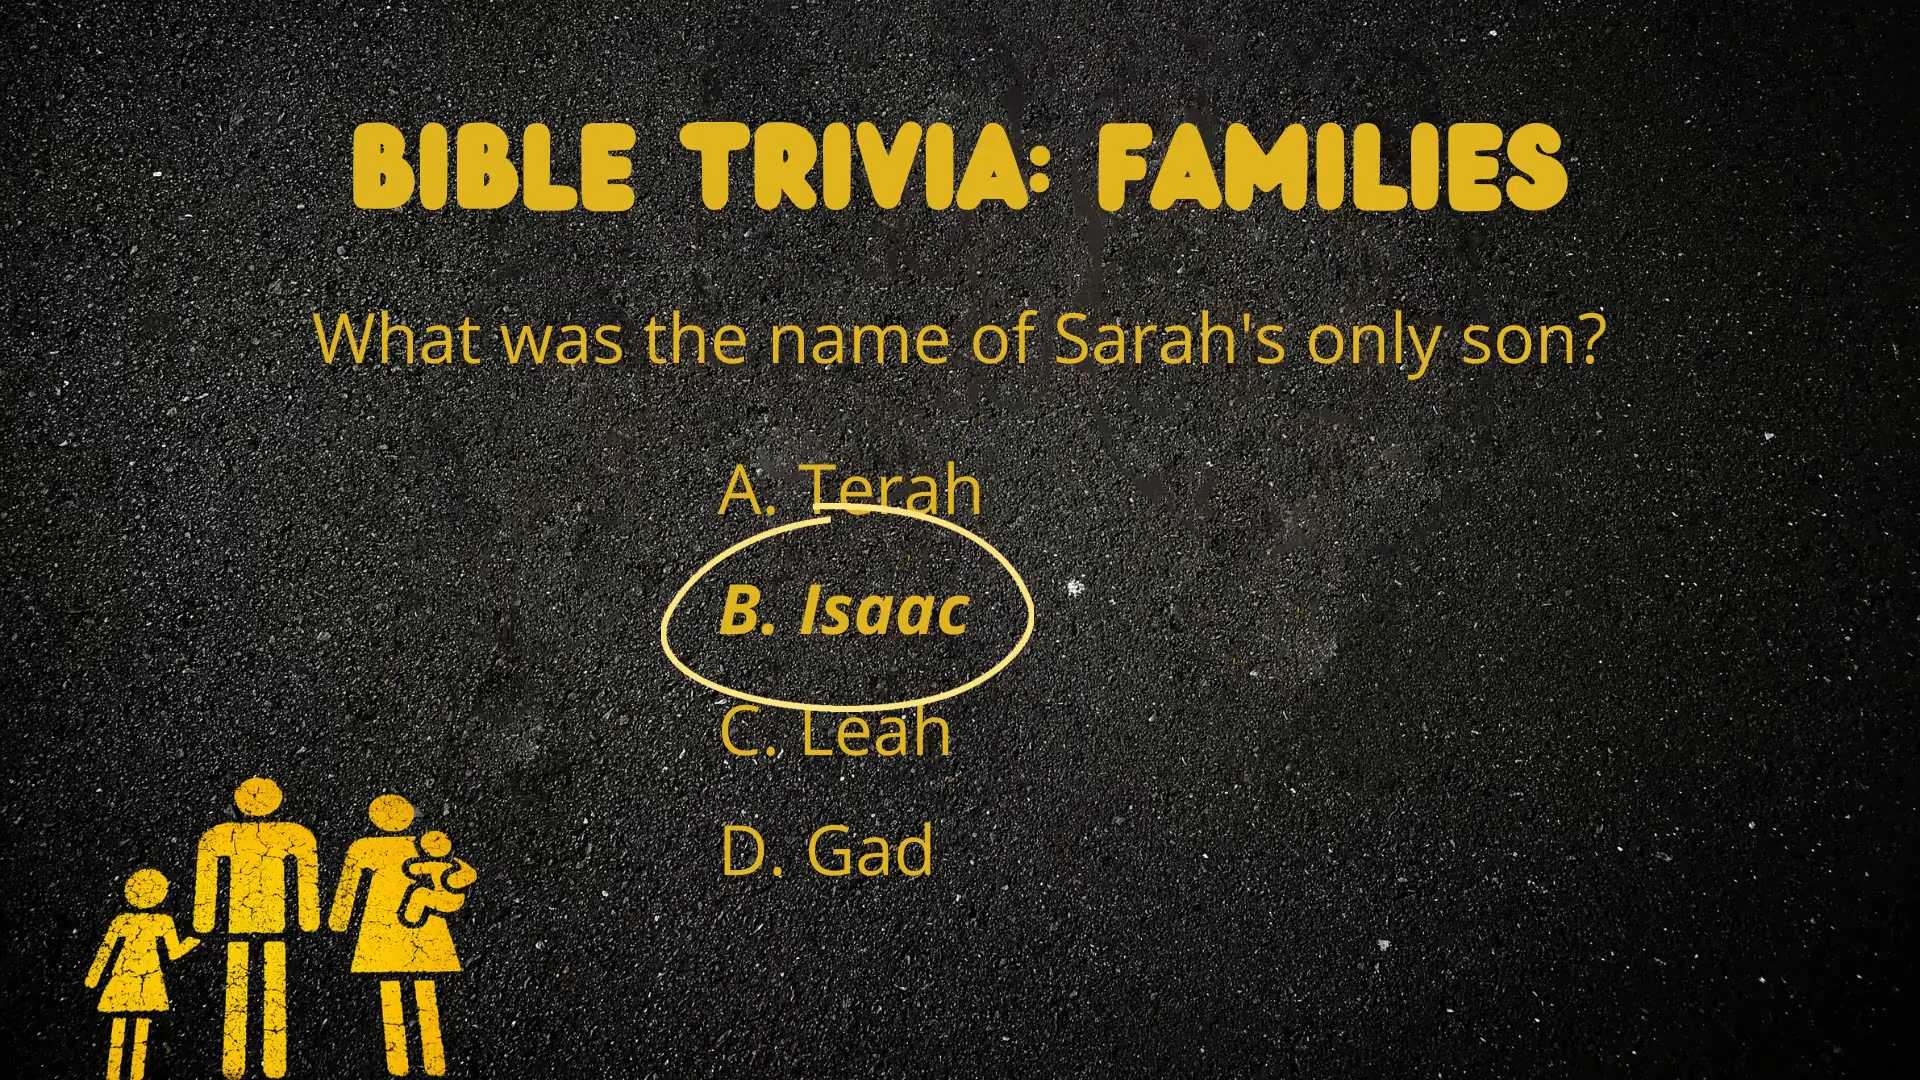 BIBLE TRIVIA: FAMILIES
What was the name of Sarah's only son?
A. Terah
B. Isaac
C. Leah
D. Gad